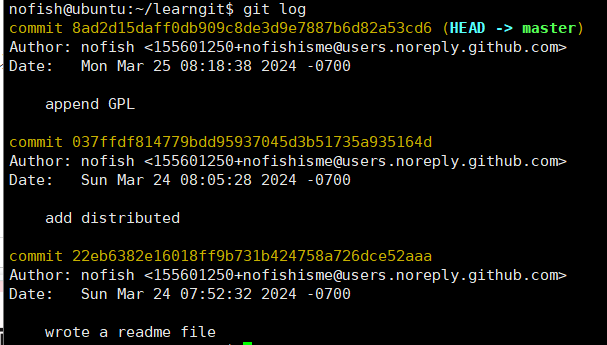 nofish@ubuntu:~/learngit$ git log
commit 8ad2d15daff0db909c8de3d9e7887b6d82a53cd6 (HEAD -> master)
Author: nofish <155601250+nofishisme@users.noreply.github.com>
Date:   Mon Mar 25 08:18:38 2024 -0700
    append GPL
commit 037ffdf814779bdd95937045d3b51735a935164d
Author: nofish <155601250+nofishisme@users.noreply.github.com>
Date:   Sun Mar 24 08:05:28 2024 -0700
    add distributed
commit 22eb6382e16018ff9b731b424758a726dce52aaa
Author: nofish <155601250+nofishisme@users.noreply.github.com>
Date:   Sun Mar 24 07:52:32 2024 -0700
    wrote a readme file